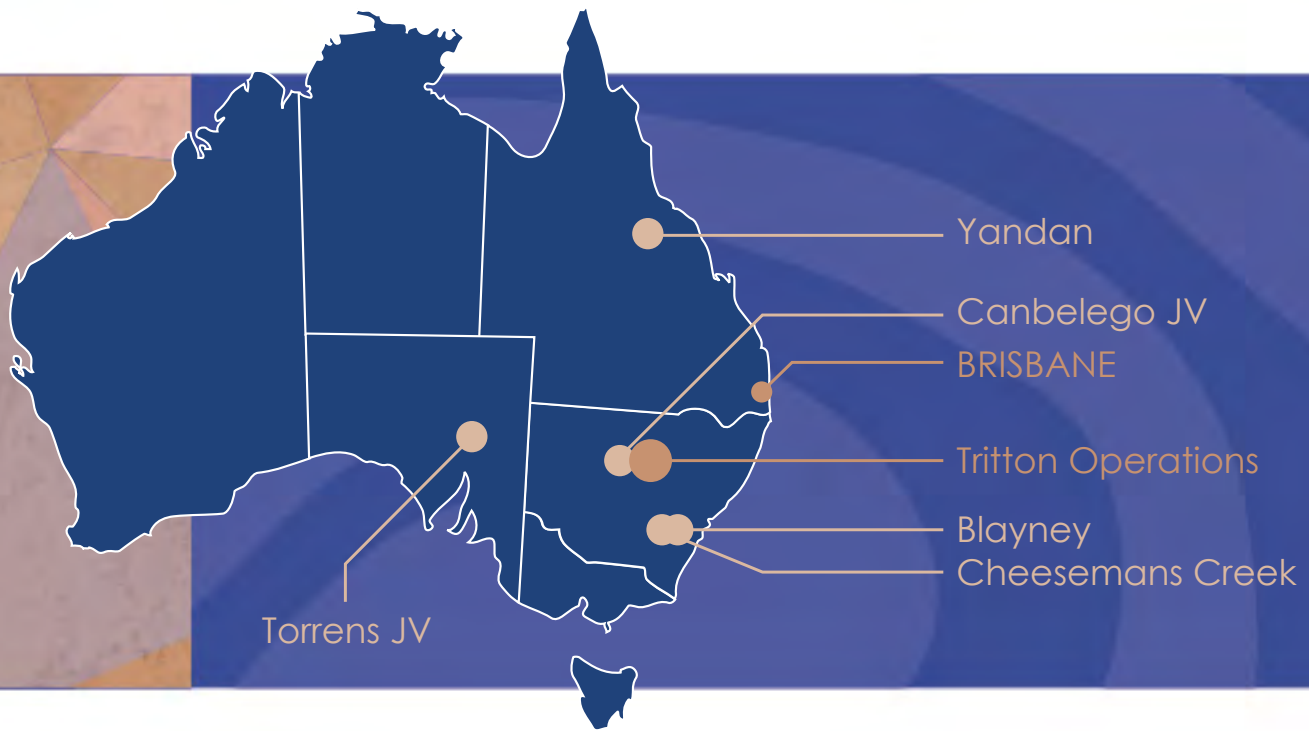 Yandan
Canbelego JV
BRISBANE
Tritton Operations
Blayney
Cheesemans Creek
Torrens JV